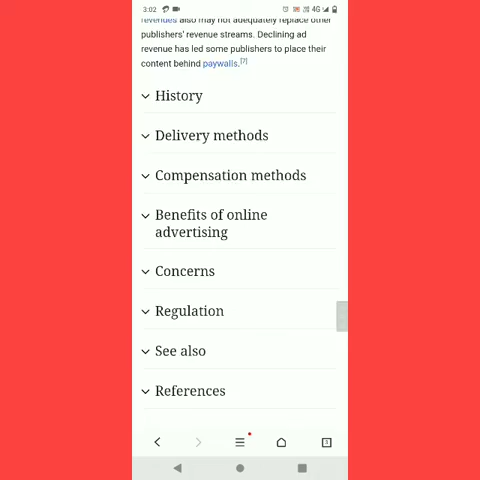 3:02 4G
revenues also may not adequately replace other
publishers' revenue streams. Declining ad
revenue has led some publishers to place their
content behind paywalls.[7]
History
Delivery methods
Compensation methods
Benefits of online
advertising
Concerns
Regulation
See also
References